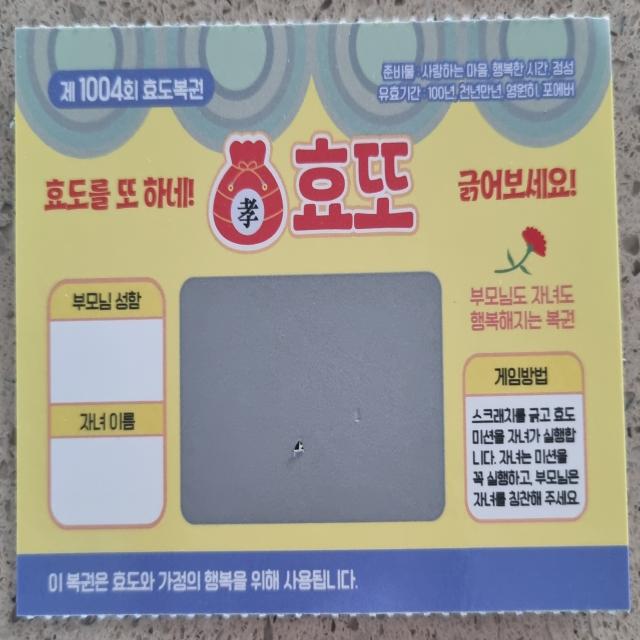 제 1004회 효도복권
준비물 : 사랑하는 마음, 행복한 시간, 정성
유효기간 : 100년, 천년만년, 영원히, 포에버
효도를 또 하네!
孝
효또
긁어보세요!
부모님도 자녀도
행복해지는 복권
부모님 성함
자녀 이름
게임방법
스크래치를 긁고 효도
미션을 자녀가 실행합
니다. 자녀는 미션을
꼭 실행하고, 부모님은
자녀를 칭찬해 주세요
이 복권은 효도와 가정의 행복을 위해 사용됩니다.